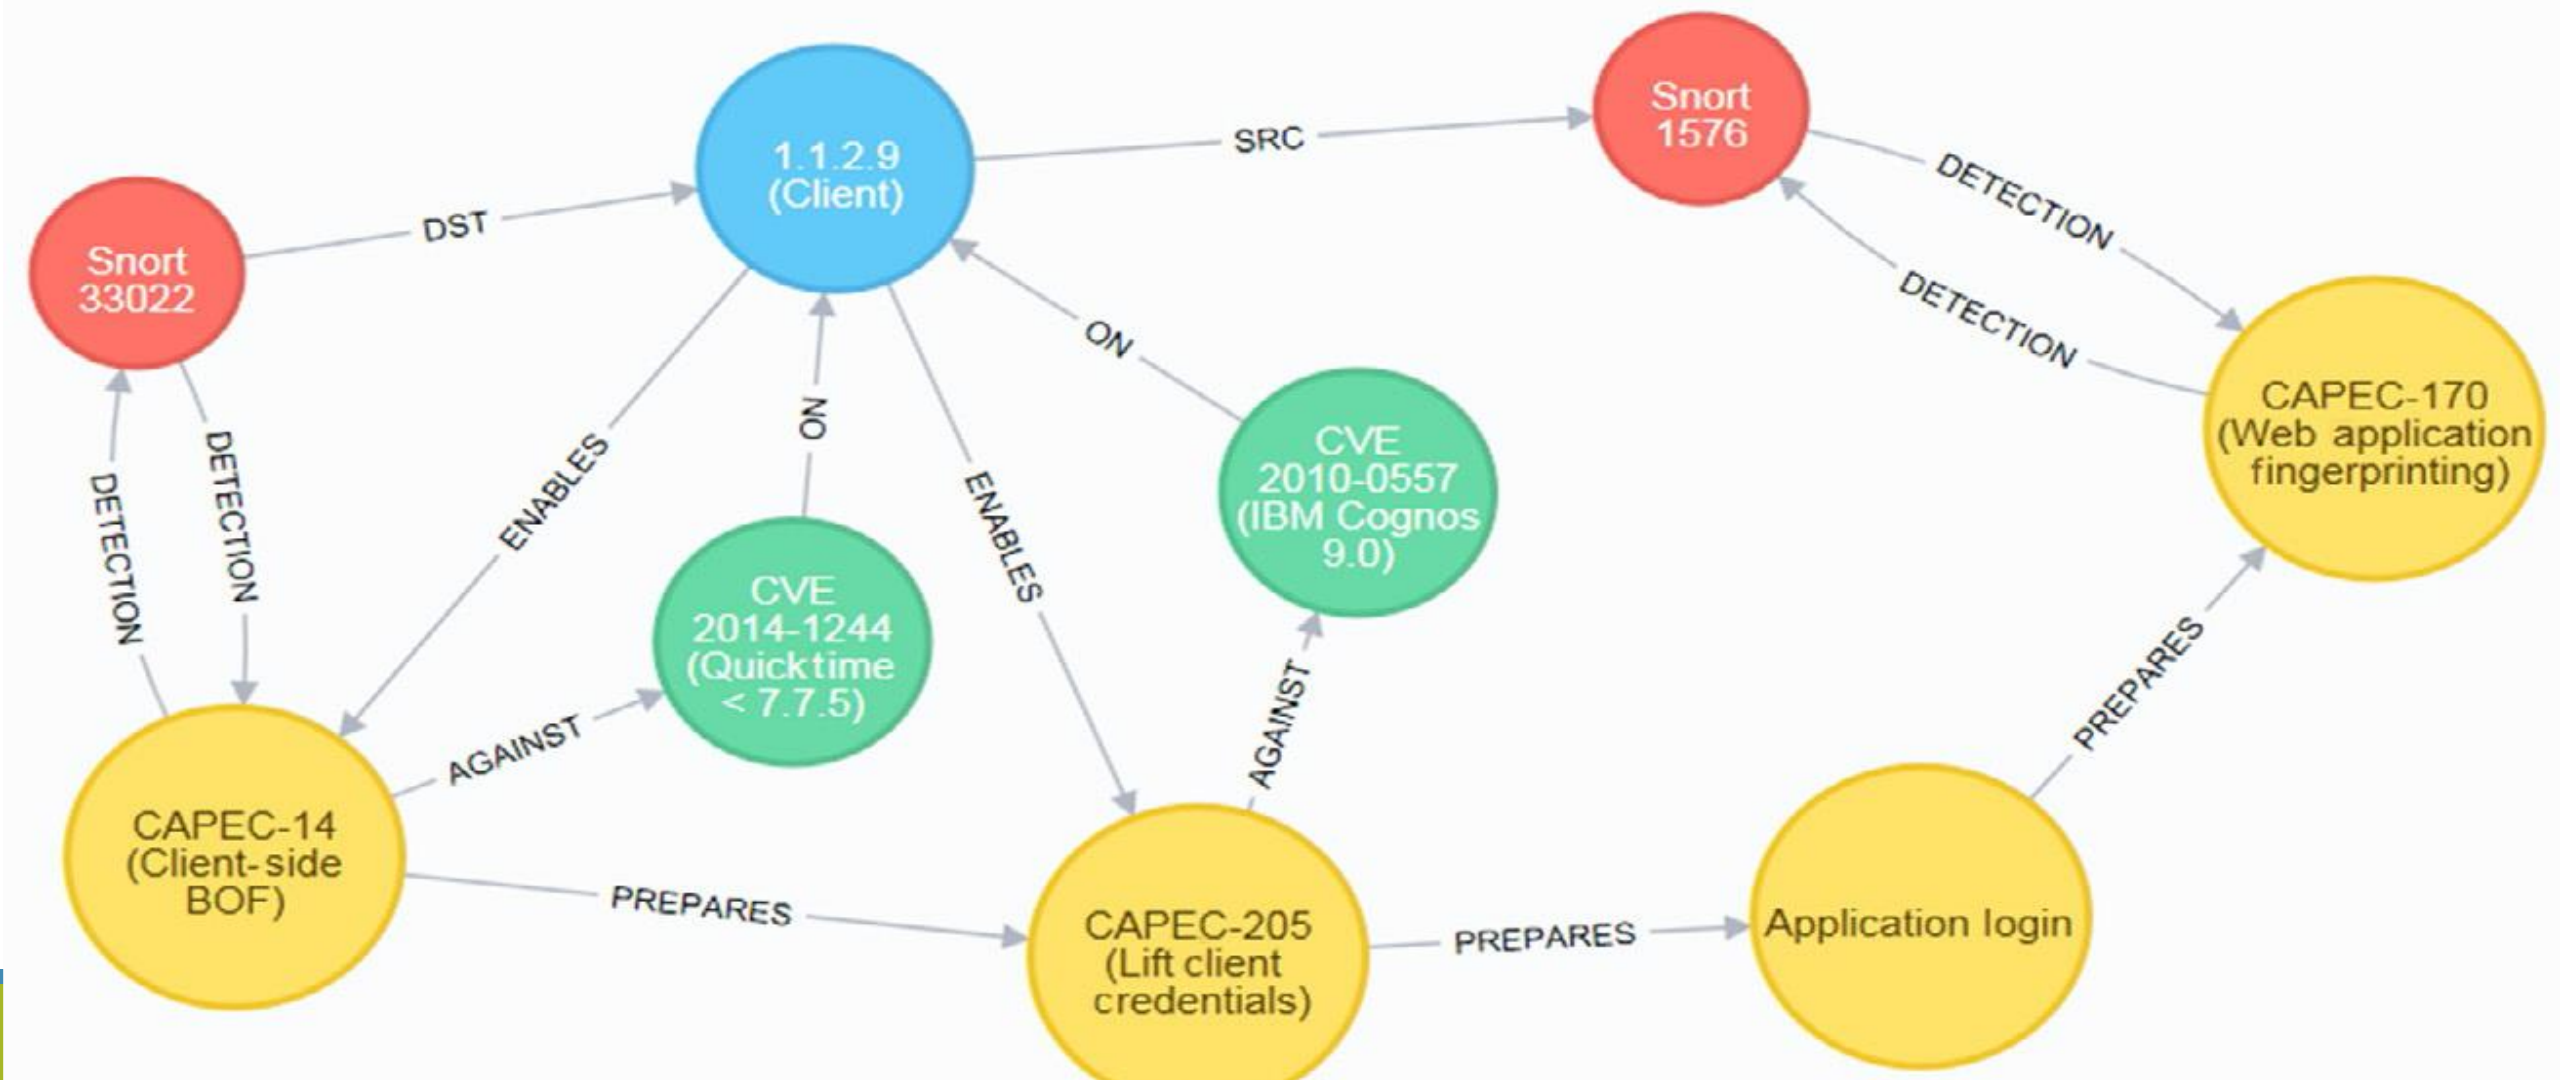 Snort
1576
1.1.2.9
(Client)
SRC
DETECTION
DST
Snort
33022
DETECTION
ON
CAPEC-170
(Web application
fingerprinting)
ON
CVE
2010-0557
(IBM Cognos
9.0)
ENABLES
DETECTION
DETECTION
ENABLES
CVE
2014-1244
(Quicktime
< 7.7.5)
AGAINST
PREPARES
AGAINST
CAPEC-14
(Client-side
BOF)
PREPARES
CAPEC-205
(Lift client
credentials)
PREPARES
Application login